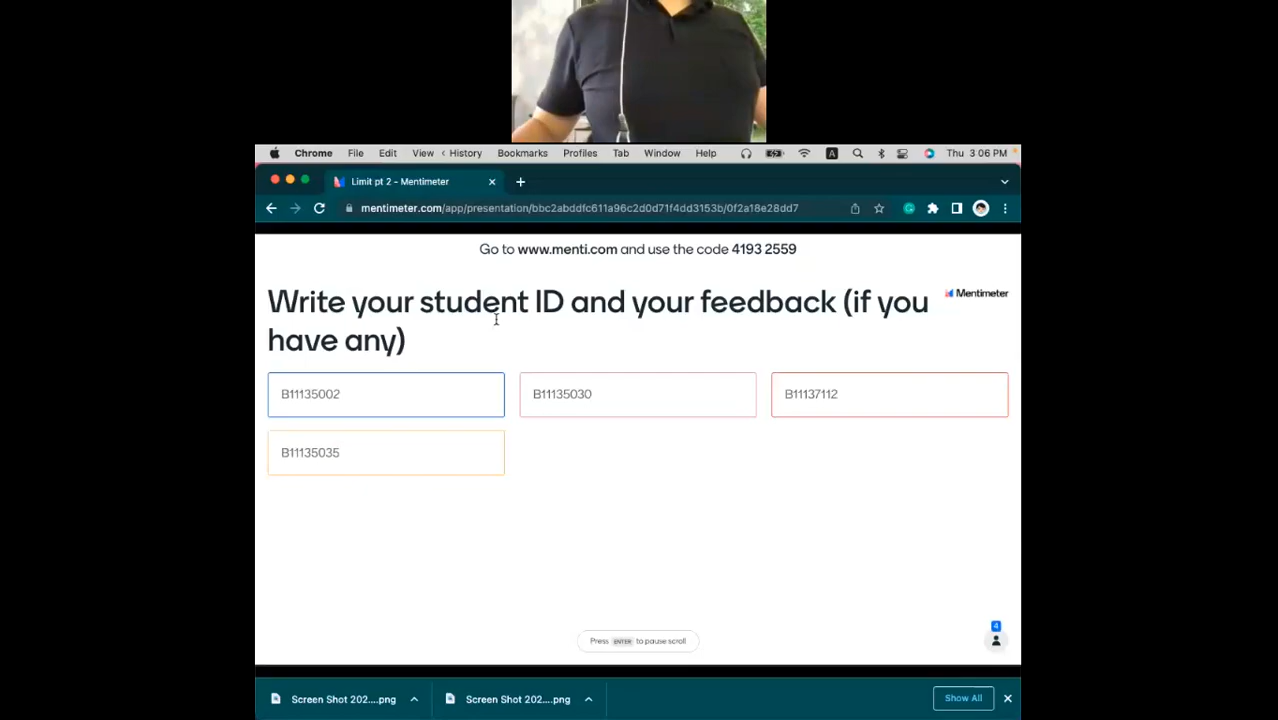 Chrome File Edit View History Bookmarks Profiles Tab Window Help A Thu 3:06 PM
Limit pt 2 - Mentimeter
mentimeter.com/app/presentation/bbc2abddfc611a96c2d0d71f4dd3153b/0f2a18e28dd7
Go to www.menti.com and use the code 4193 2559
Write your student ID and your feedback (if you
have any)
Mentimeter
B11135002 B11135030 B11137112
B11135035
4
Press ENTER to pause scroll
Screen Shot 202....png Screen Shot 202....png Show All